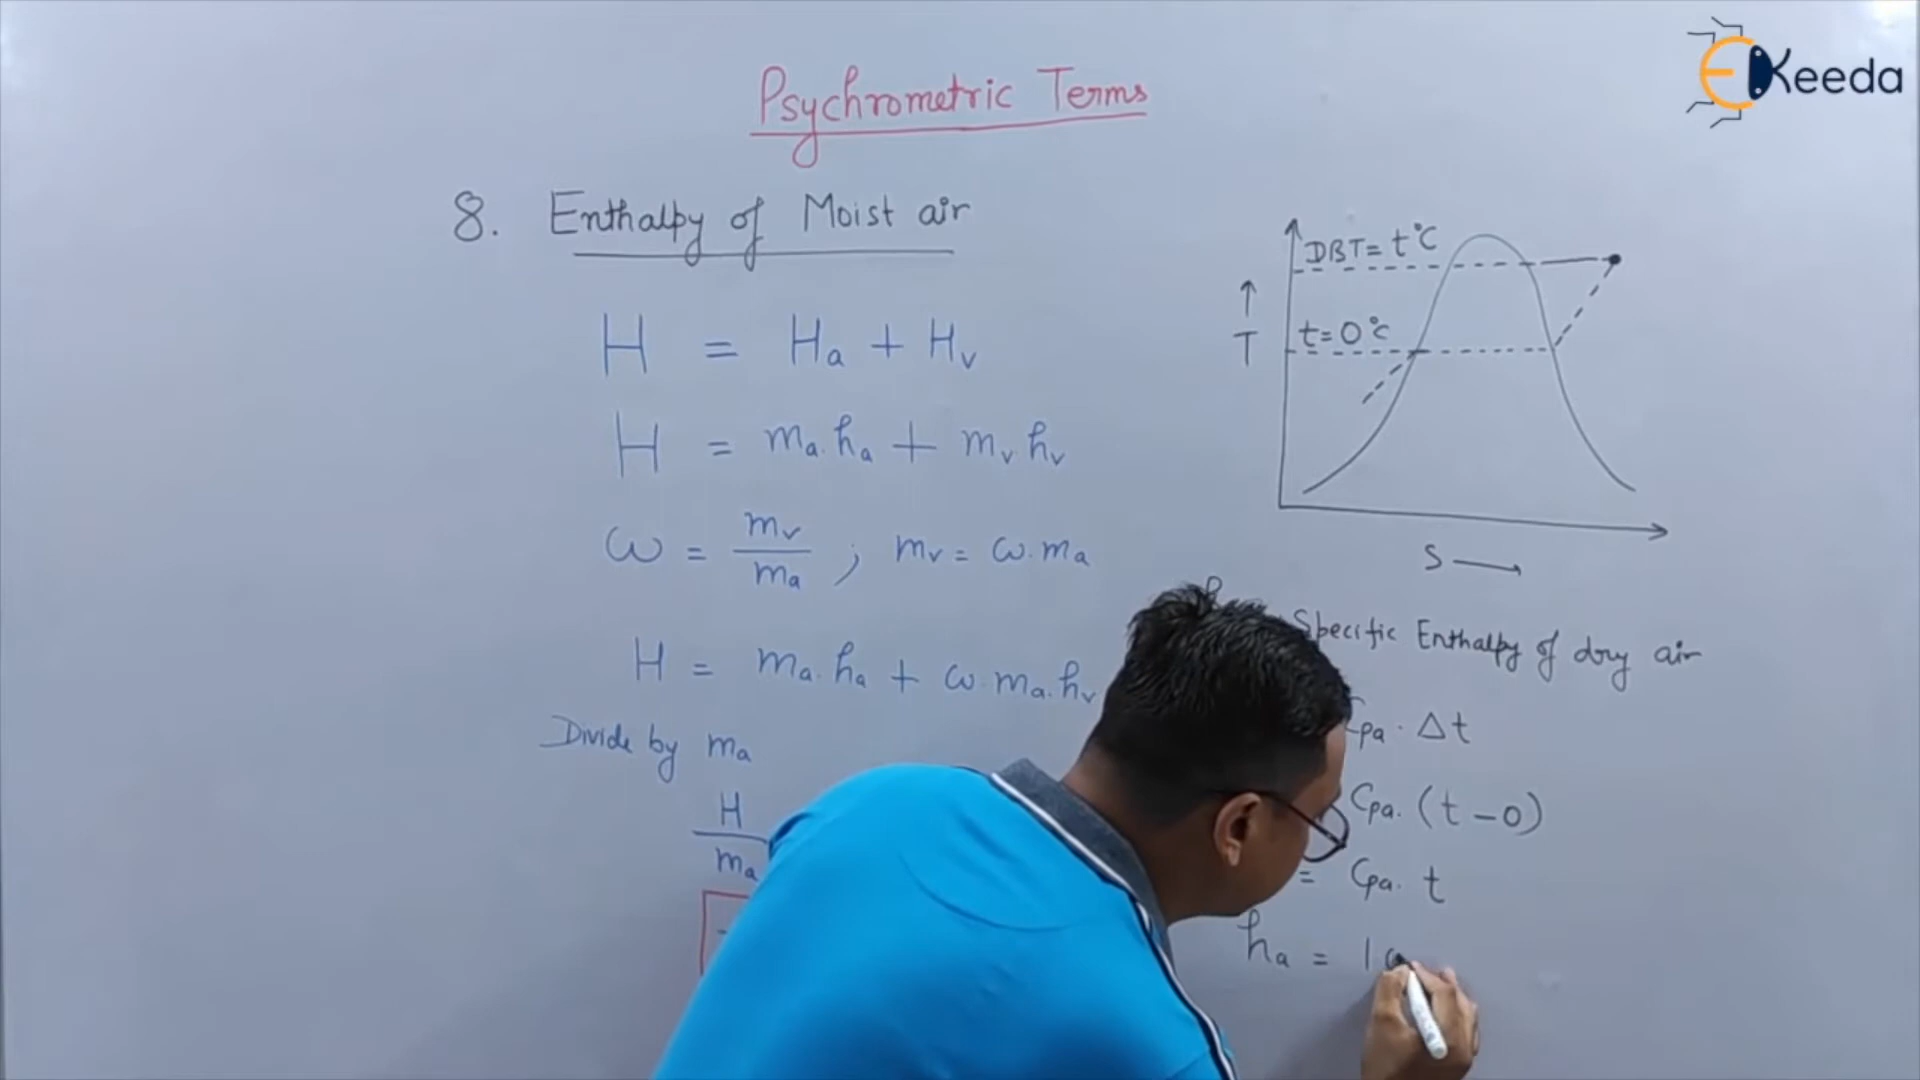 EKeeda
Psychrometric Terms
8. Enthalpy of Moist air
H = Ha + Hv
H = ma.ha + mv.hv
ω = mv/ma ; mv = ω.ma
H = ma.ha + ω.ma.hv
Divide by ma
H
ma
DBT = t°C
t = 0°C
↑
T
S →
Specific Enthalpy of dry air
Cpa . Δt
Cpa. (t - 0)
= Cpa. t
ha = 1